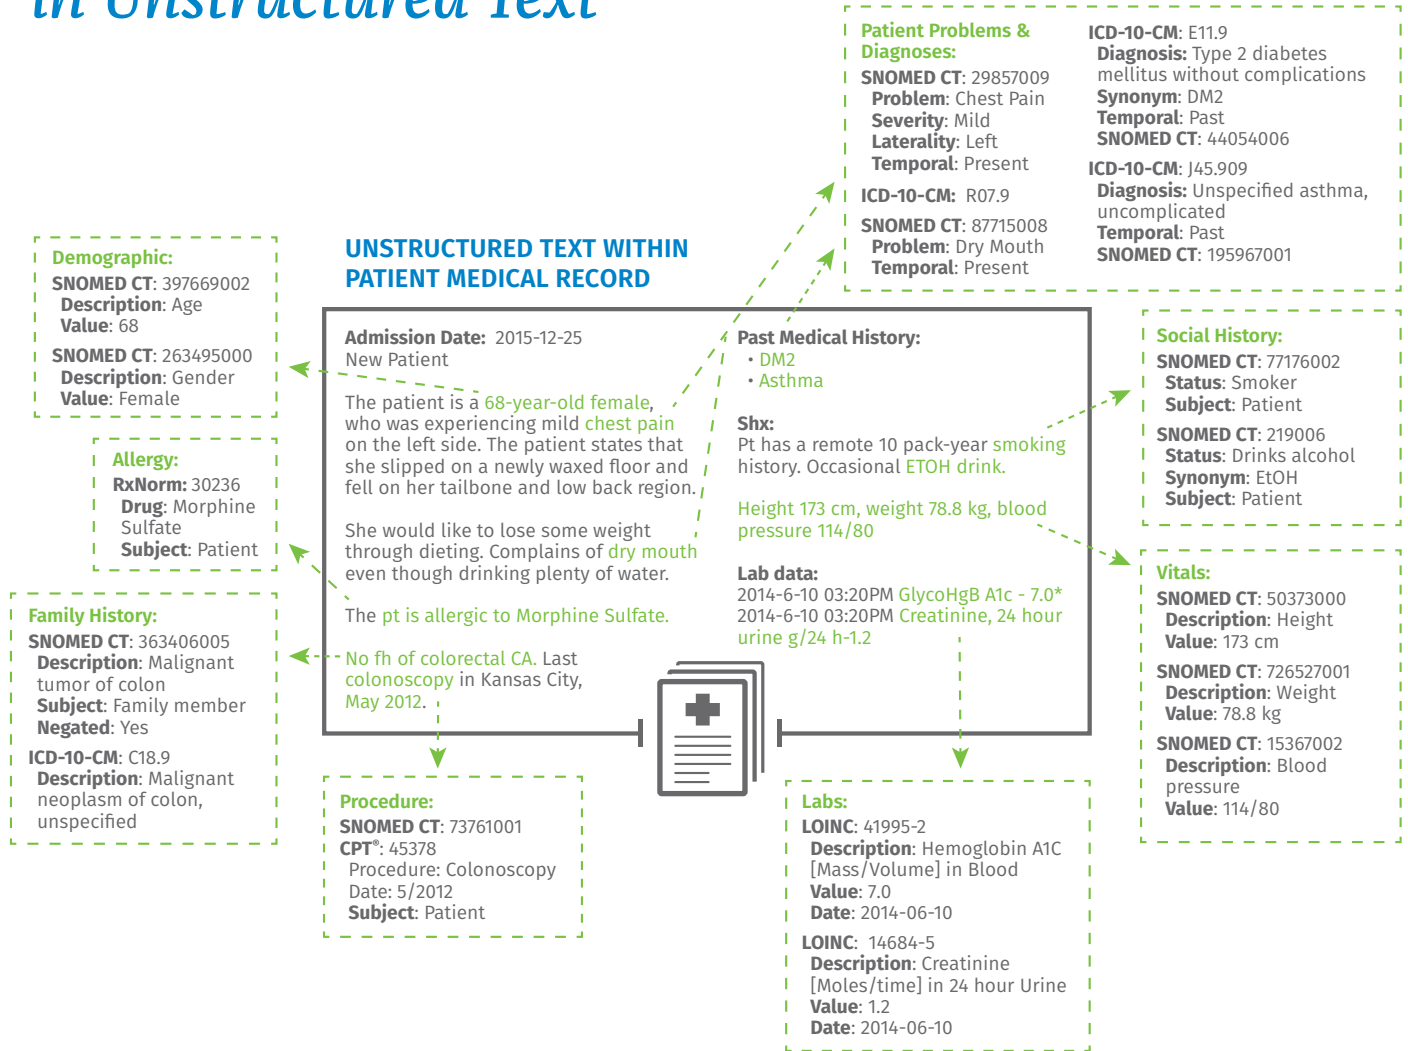 in Unstructured Text
Patient Problems &
Diagnoses:
SNOMED CT: 29857009
Problem: Chest Pain
Severity: Mild
Laterality: Left
Temporal: Present
ICD-10-CM: R07.9
SNOMED CT: 87715008
Problem: Dry Mouth
Temporal: Present
ICD-10-CM: E11.9
Diagnosis: Type 2 diabetes
mellitus without complications
Synonym: DM2
Temporal: Past
SNOMED CT: 44054006
ICD-10-CM: J45.909
Diagnosis: Unspecified asthma,
uncomplicated
Temporal: Past
SNOMED CT: 195967001
Demographic:
SNOMED CT: 397669002
Description: Age
Value: 68
SNOMED CT: 263495000
Description: Gender
Value: Female
Allergy:
RxNorm: 30236
Drug: Morphine
Sulfate
Subject: Patient
Family History:
SNOMED CT: 363406005
Description: Malignant
tumor of colon
Subject: Family member
Negated: Yes
ICD-10-CM: C18.9
Description: Malignant
neoplasm of colon,
unspecified
UNSTRUCTURED TEXT WITHIN
PATIENT MEDICAL RECORD
Admission Date: 2015-12-25
New Patient
The patient is a 68-year-old female,
who was experiencing mild chest pain
on the left side. The patient states that
she slipped on a newly waxed floor and
fell on her tailbone and low back region.
She would like to lose some weight
through dieting. Complains of dry mouth
even though drinking plenty of water.
The pt is allergic to Morphine Sulfate.
No fh of colorectal CA. Last
colonoscopy in Kansas City,
May 2012.
Past Medical History:
• DM2
• Asthma
Shx:
Pt has a remote 10 pack-year smoking
history. Occasional ETOH drink.
Height 173 cm, weight 78.8 kg, blood
pressure 114/80
Lab data:
2014-6-10 03:20PM GlycoHgB A1c - 7.0*
2014-6-10 03:20PM Creatinine, 24 hour
urine g/24 h-1.2
Social History:
SNOMED CT: 77176002
Status: Smoker
Subject: Patient
SNOMED CT: 219006
Status: Drinks alcohol
Synonym: EtOH
Subject: Patient
Vitals:
SNOMED CT: 50373000
Description: Height
Value: 173 cm
SNOMED CT: 726527001
Description: Weight
Value: 78.8 kg
SNOMED CT: 15367002
Description: Blood
pressure
Value: 114/80
Procedure:
SNOMED CT: 73761001
CPT®: 45378
Procedure: Colonoscopy
Date: 5/2012
Subject: Patient
Labs:
LOINC: 41995-2
Description: Hemoglobin A1C
[Mass/Volume] in Blood
Value: 7.0
Date: 2014-06-10
LOINC: 14684-5
Description: Creatinine
[Moles/time] in 24 hour Urine
Value: 1.2
Date: 2014-06-10